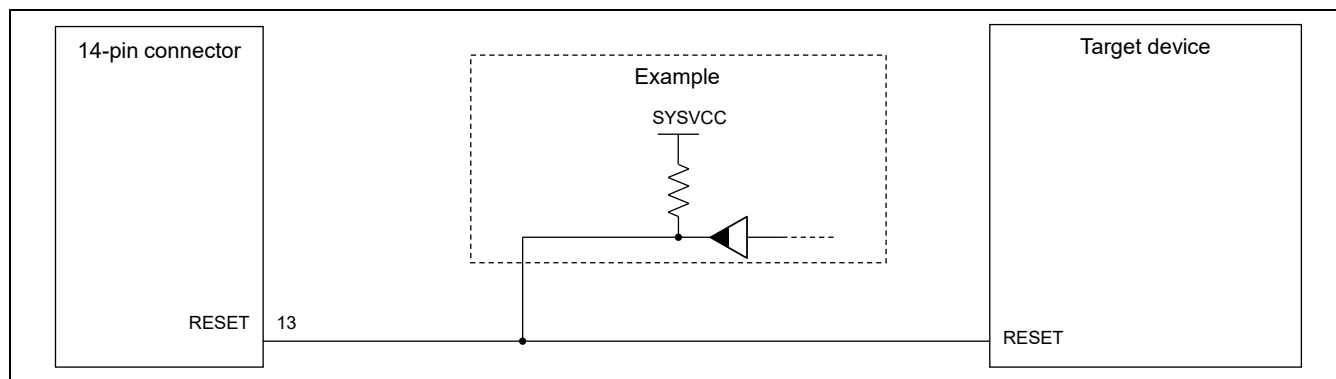 14-pin connector
Example
SYSVCC
Target device
RESET 13
RESET